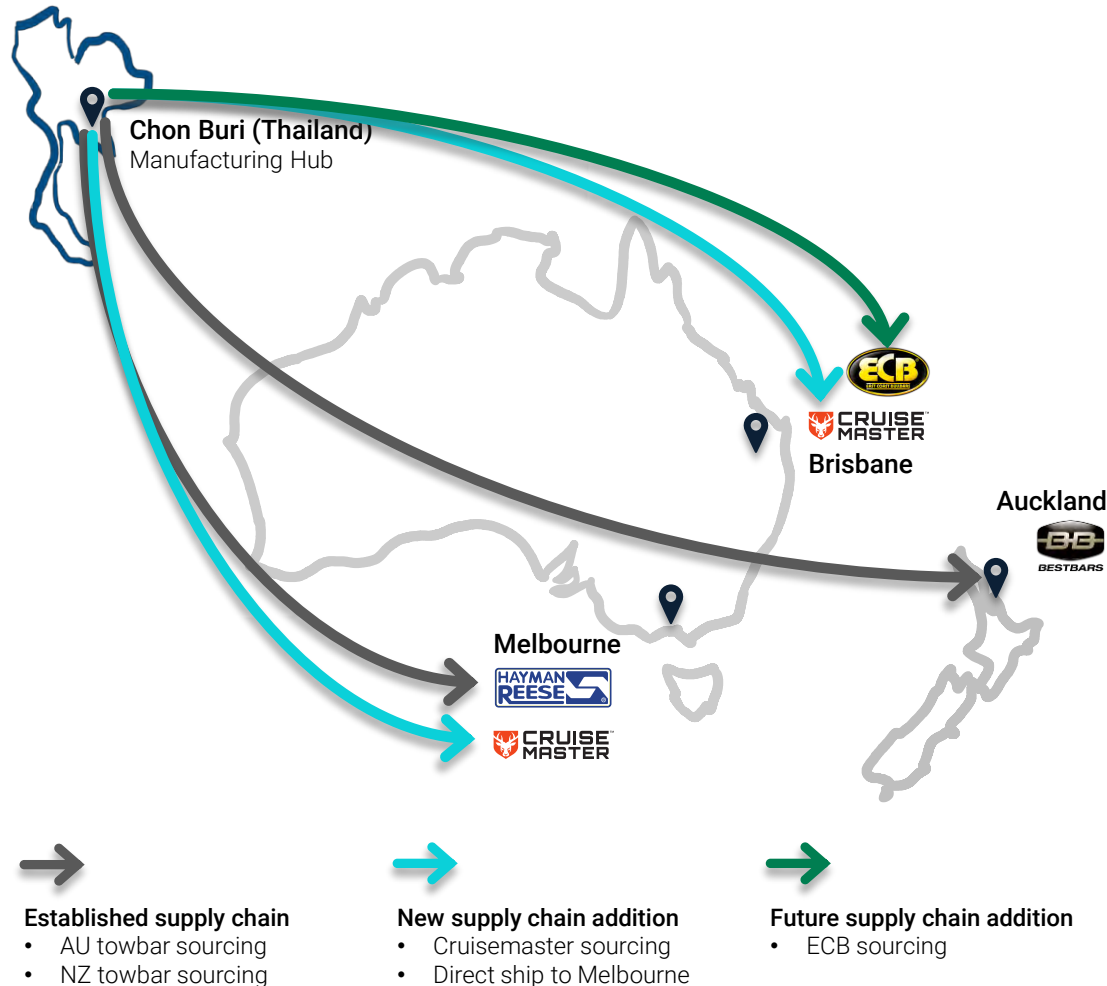 Chon Buri (Thailand)
Manufacturing Hub
ECB
EAST COAST BULLBARS
CRUISE
MASTER™
Brisbane
Auckland
BB
BESTBARS
Melbourne
HAYMAN
REESE®
CRUISE
MASTER™
Established supply chain
• AU towbar sourcing
• NZ towbar sourcing
New supply chain addition
• Cruisemaster sourcing
• Direct ship to Melbourne
Future supply chain addition
• ECB sourcing